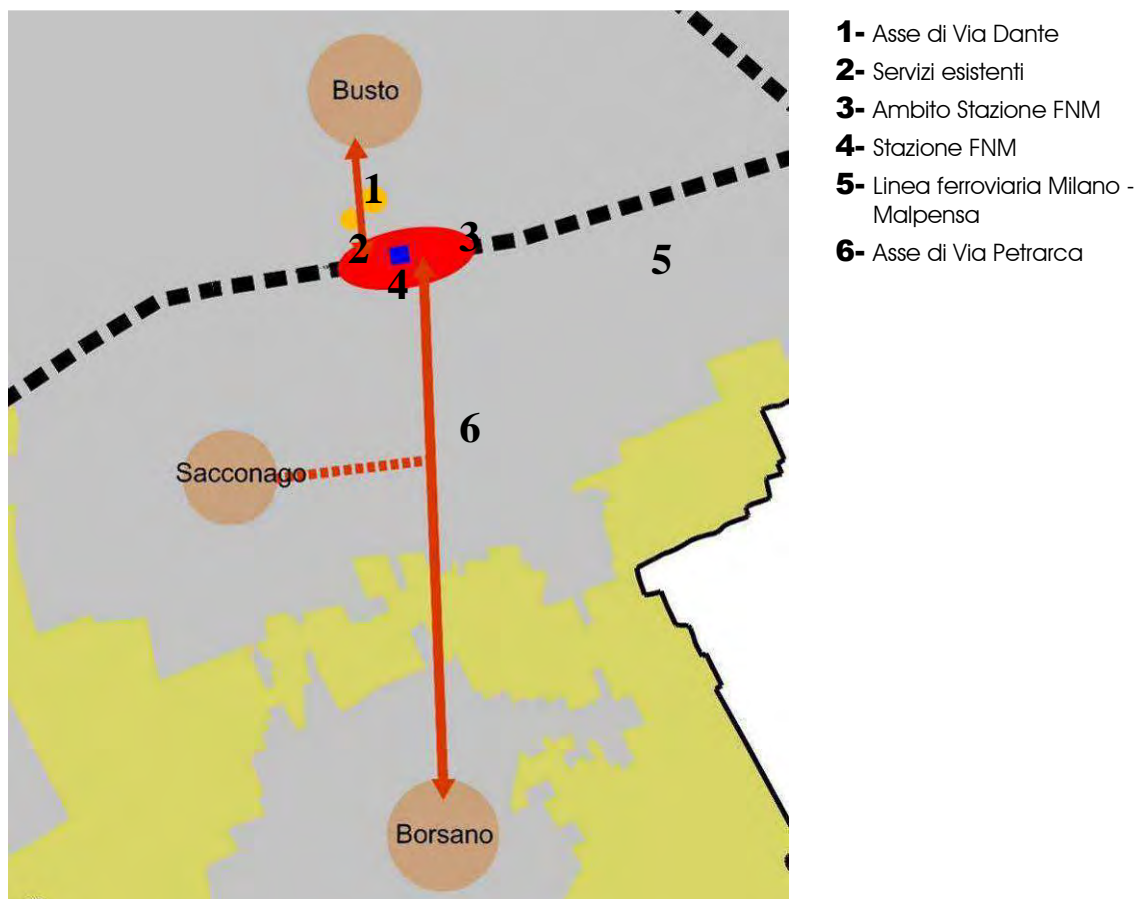 Busto
1
2
3
4
5
6
Sacconago
Borsano
1- Asse di Via Dante
2- Servizi esistenti
3- Ambito Stazione FNM
4- Stazione FNM
5- Linea ferroviaria Milano -
Malpensa
6- Asse di Via Petrarca